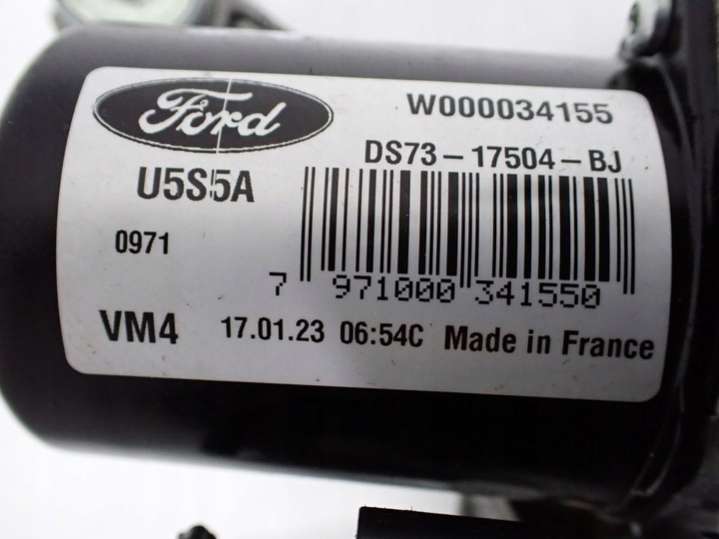 Ford
W000034155
DS73-17504-BJ
U5S5A
0971
7 971000 341550
VM4 17.01.23 06:54C Made in France